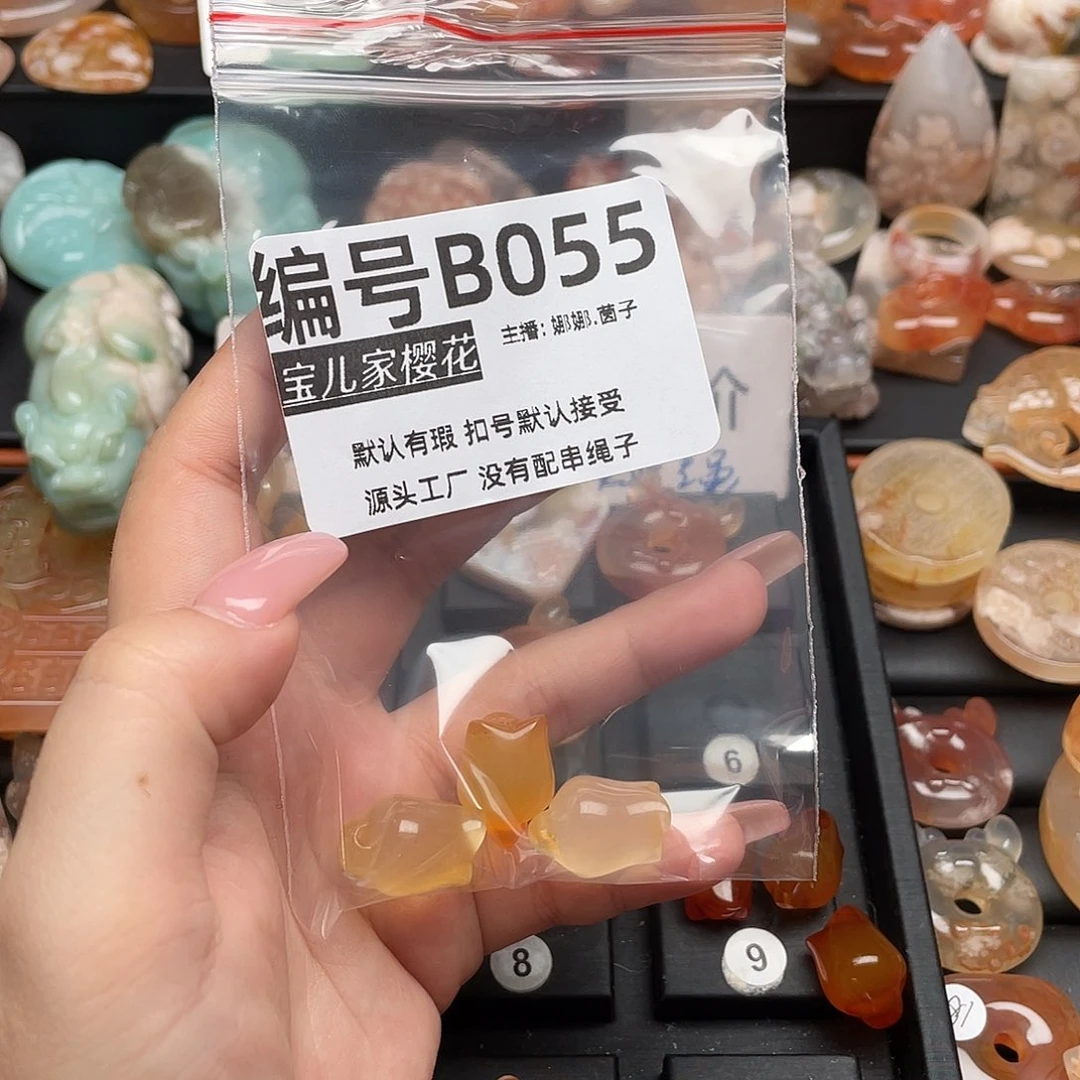 编号B055
宝儿家樱花
主播：娜娜.茵子
默认有瑕 扣号默认接受
源头工厂 没有配串绳子
价
绳
6
8
9